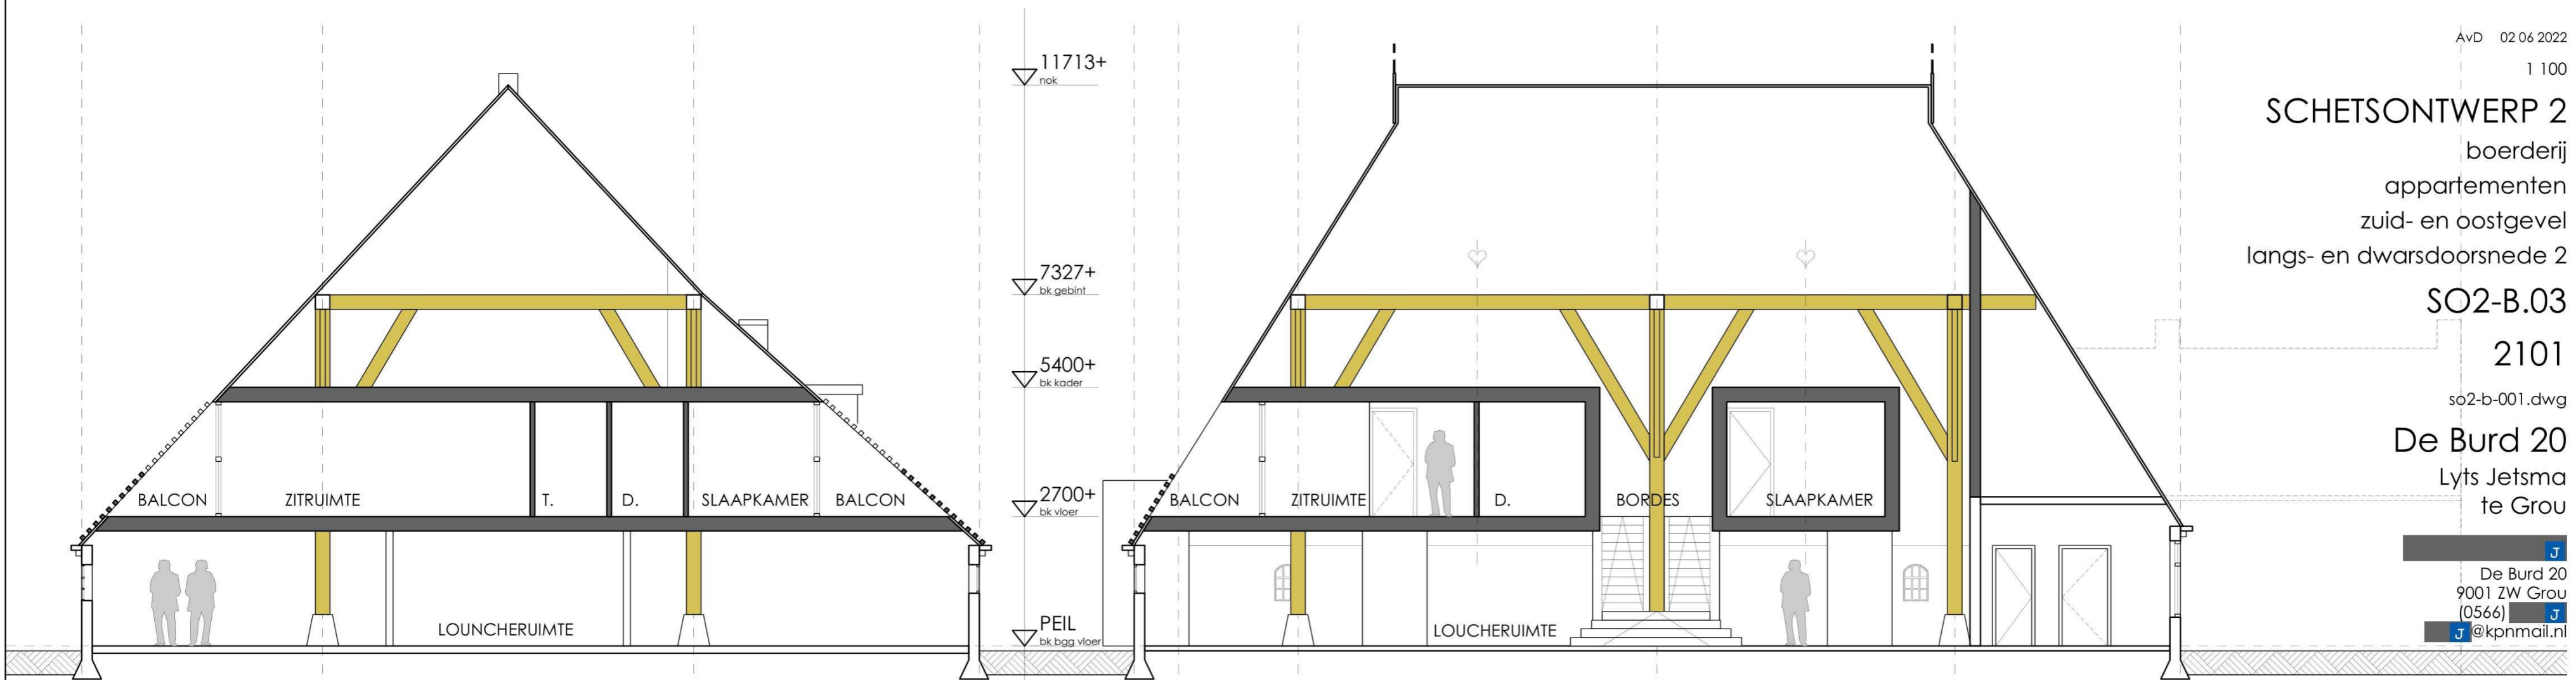 11713+
nok
7327+
bk gebint
5400+
bk kader
2700+
bk vloer
PEIL
bk bgg vloer
BALCON
ZITRUIMTE
T.
D.
SLAAPKAMER
BALCON
LOUNCHERUIMTE
BALCON
ZITRUIMTE
D.
BORDES
SLAAPKAMER
LOUCHERUIMTE
AvD 02 06 2022
1 100
SCHETSONTWERP 2
boerderij
appartementen
zuid- en oostgevel
langs- en dwarsdoorsnede 2
SO2-B.03
2101
so2-b-001.dwg
De Burd 20
Lyts Jetsma
te Grou
J
De Burd 20
9001 ZW Grou
(0566) J
J @kpnmail.nl